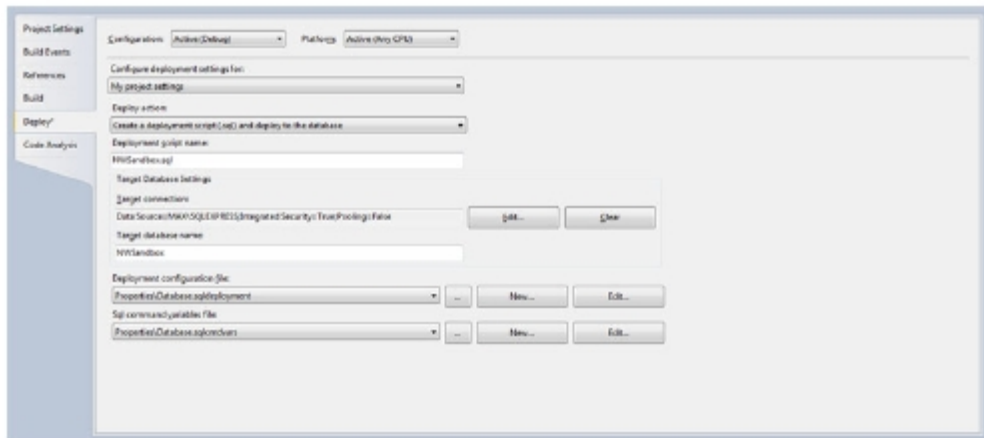 Project Settings
Build Events
References
Build
Deploy*
Code Analysis
Configuration: Active (Debug) Platform: Active (Any CPU)
Configure deployment settings for:
My project settings
Deploy action:
Create a deployment script (.sql) and deploy to the database
Deployment script name:
NWSandbox.sql
Target Database Settings
Target connection:
Data Source=MAX\SQLEXPRESS;Integrated Security=True;Pooling=False
Edit... Clear
Target database name:
NWSandbox
Deployment configuration file:
Properties\Database.sqldeployment ... New... Edit...
Sql command variables file:
Properties\Database.sqlcmdvars ... New... Edit...